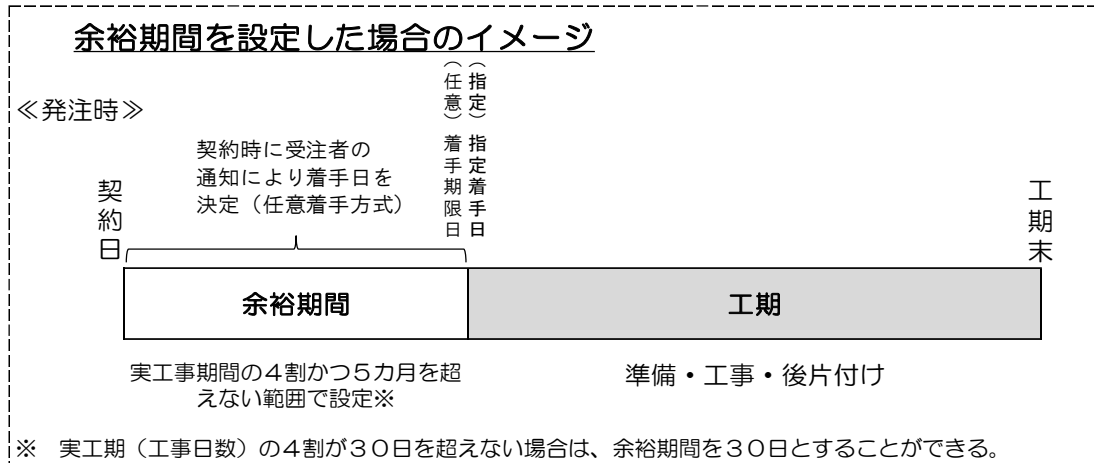 余裕期間を設定した場合のイメージ
≪発注時≫
契約時に受注者の
通知により着手日を
決定（任意着手方式）
（任意）着手期限日
（指定）指定着手日
契約日
工期末
余裕期間
工期
実工事期間の４割かつ５カ月を超
えない範囲で設定※
準備・工事・後片付け
※　実工期（工事日数）の４割が３０日を超えない場合は、余裕期間を３０日とすることができる。